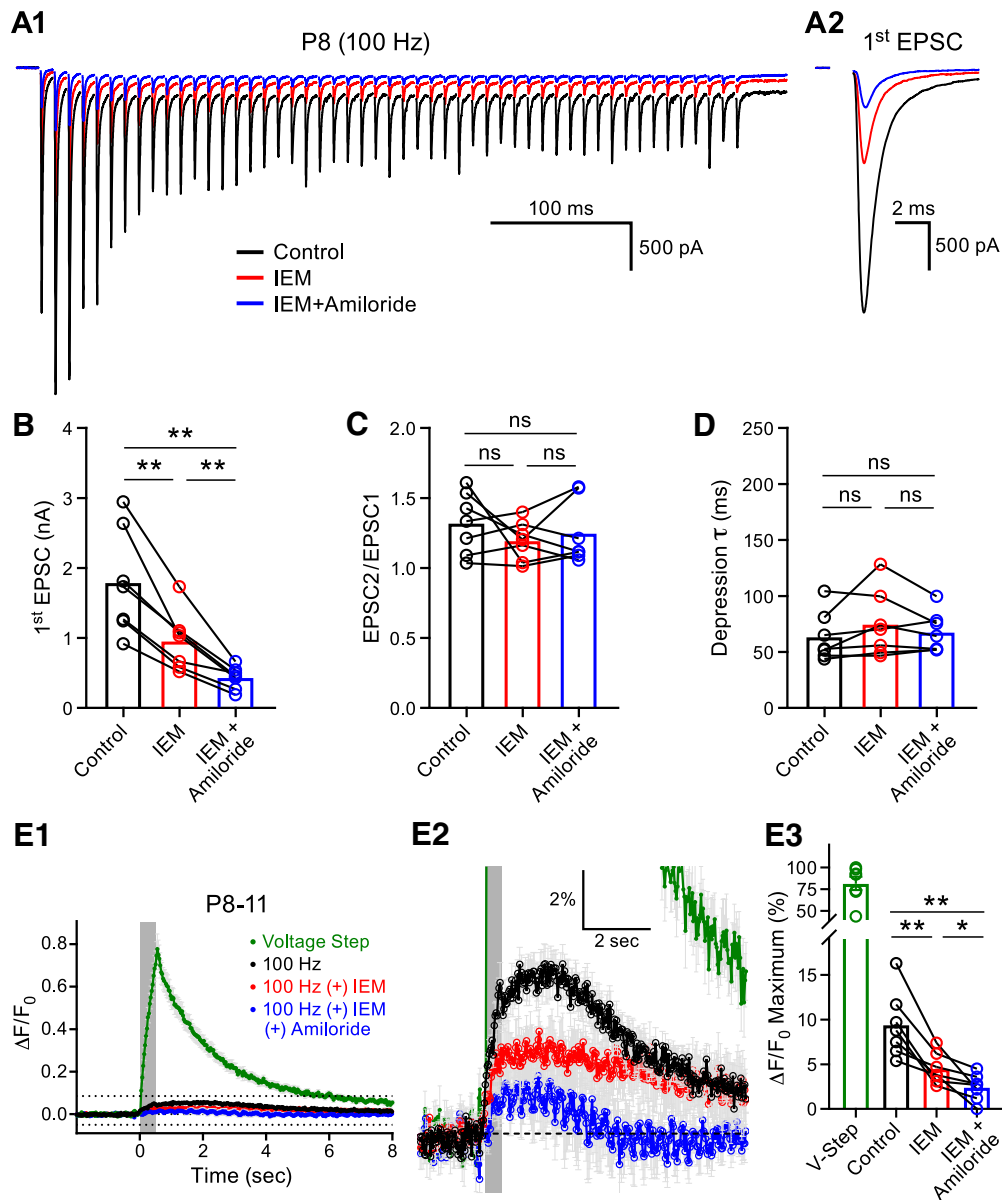 A1
P8 (100 Hz)
100 ms
500 pA
Control
IEM
IEM+Amiloride
A2
1st EPSC
2 ms
500 pA
B
1st EPSC (nA)
4
3
2
1
0
**
**
**
Control
IEM
IEM +
Amiloride
C
EPSC2/EPSC1
2.0
1.5
1.0
0.5
0.0
ns
ns
ns
Control
IEM
IEM +
Amiloride
D
Depression τ (ms)
250
200
150
100
50
0
ns
ns
ns
Control
IEM
IEM +
Amiloride
E1
P8-11
Voltage Step
100 Hz
100 Hz (+) IEM
100 Hz (+) IEM
(+) Amiloride
ΔF/F0
0.8
0.6
0.4
0.2
0.0
0
2
4
6
8
Time (sec)
E2
2%
2 sec
E3
ΔF/F0 Maximum (%)
100
75
50
15
10
5
0
**
**
*
V-Step
Control
IEM
IEM +
Amiloride